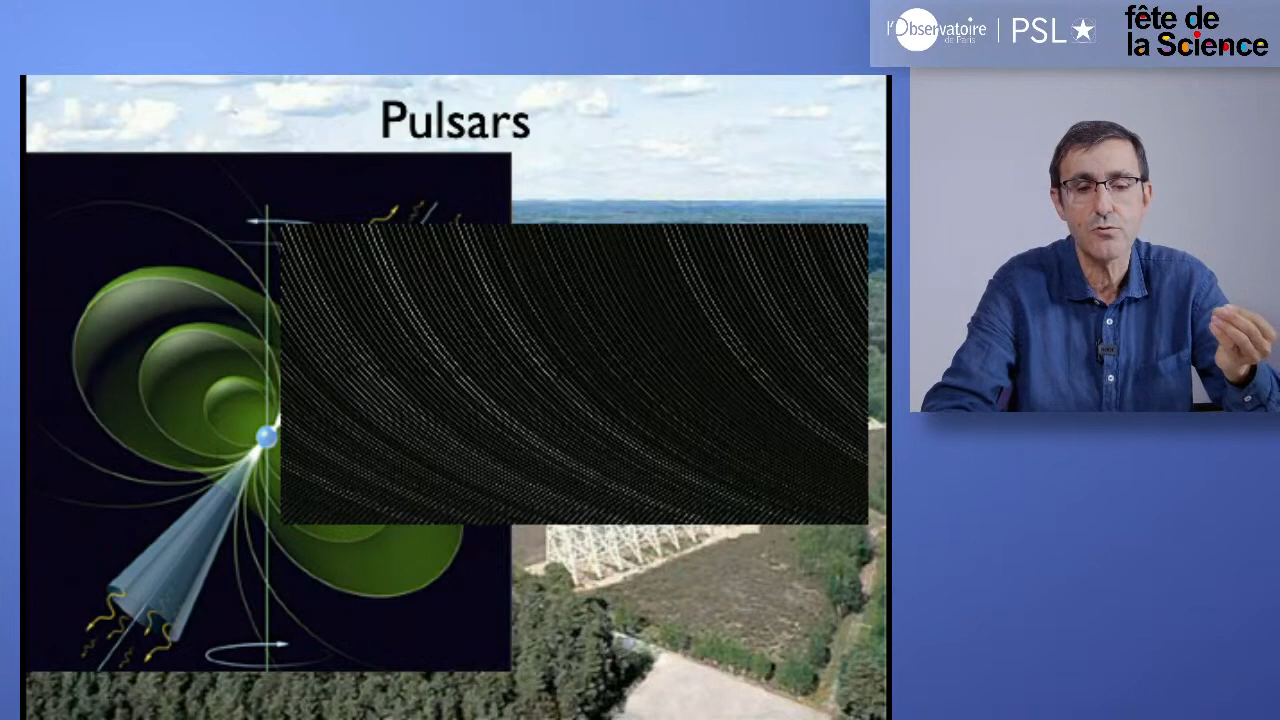 l'Observatoire
de Paris
PSL
fête de
la Science
Pulsars